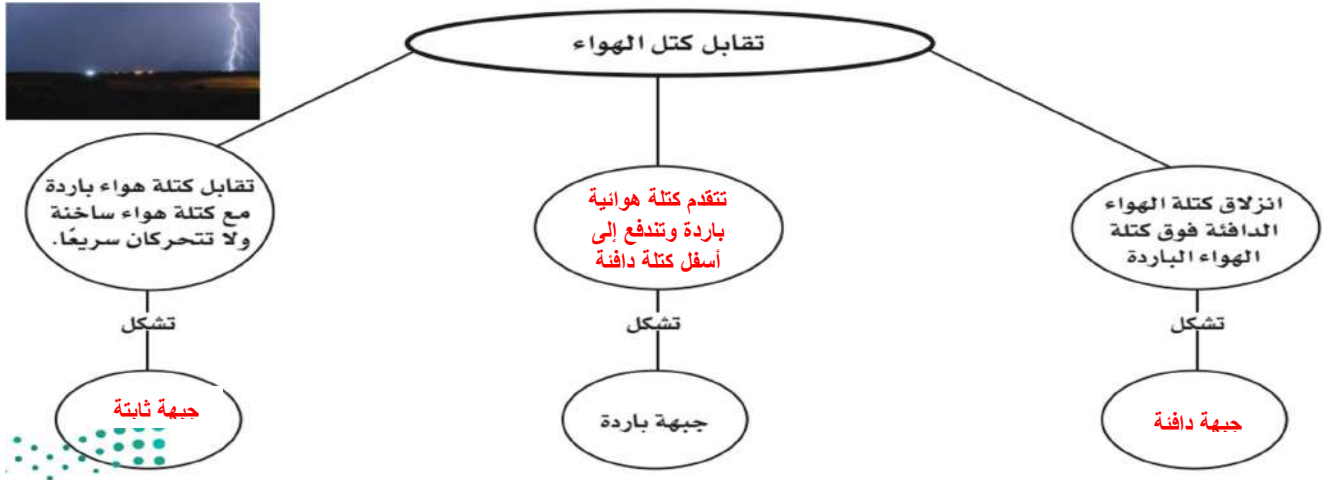 تقابل كتل الهواء
انزلاق كتلة الهواء
الدافئة فوق كتلة
الهواء الباردة
تشكل
جبهة دافئة
تتقدم كتلة هوائية
باردة وتندفع إلى
أسفل كتلة دافئة
تشكل
جبهة باردة
تقابل كتلة هواء باردة
مع كتلة هواء ساخنة
ولا تتحركان سريعًا.
تشكل
جبهة ثابتة